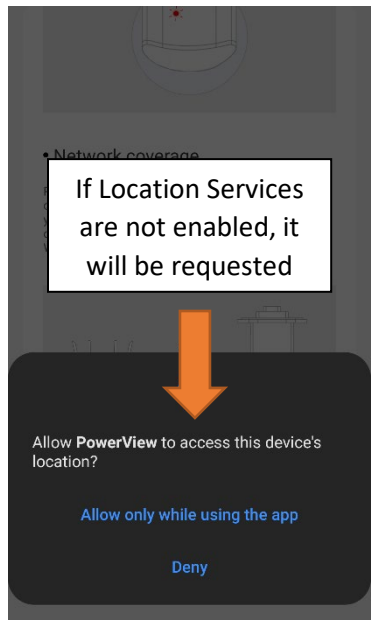 • Network coverage
If Location Services
are not enabled, it
will be requested
Allow PowerView to access this device's
location?
Allow only while using the app
Deny